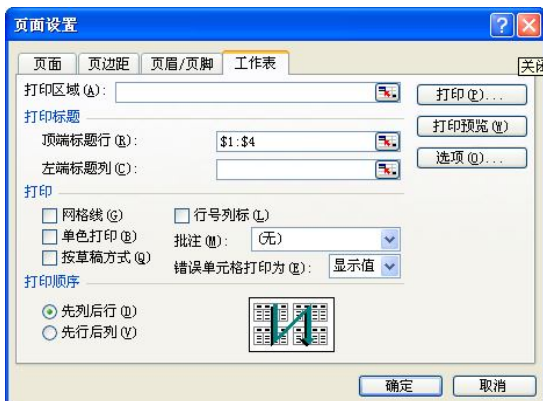 页面设置
页面 页边距 页眉/页脚 工作表
关闭
打印区域(A):
打印(P)...
打印标题
打印预览(W)
顶端标题行(R): $1:$4
选项(O)...
左端标题列(C):
打印
网格线(G) 行号列标(L)
单色打印(B) 批注(M): (无)
按草稿方式(Q) 错误单元格打印为(E): 显示值
打印顺序
先列后行(D)
先行后列(V)
确定 取消